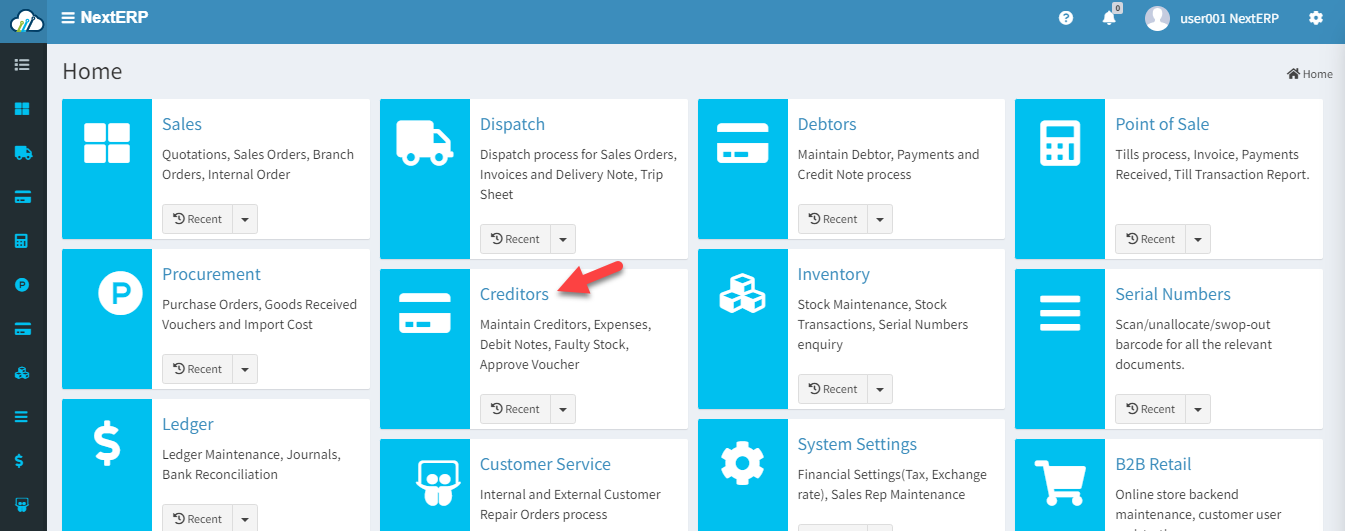 NextERP
0
user001 NextERP
Home
Home
Sales
Quotations, Sales Orders, Branch
Orders, Internal Order
Recent
Dispatch
Dispatch process for Sales Orders,
Invoices and Delivery Note, Trip
Sheet
Recent
Debtors
Maintain Debtor, Payments and
Credit Note process
Recent
Point of Sale
Tills process, Invoice, Payments
Received, Till Transaction Report.
Recent
P
Procurement
Purchase Orders, Goods Received
Vouchers and Import Cost
Recent
Creditors
Maintain Creditors, Expenses,
Debit Notes, Faulty Stock,
Approve Voucher
Recent
Inventory
Stock Maintenance, Stock
Transactions, Serial Numbers
enquiry
Recent
Serial Numbers
Scan/unallocate/swop-out
barcode for all the relevant
documents.
Recent
$
Ledger
Ledger Maintenance, Journals,
Bank Reconciliation
Recent
Customer Service
Internal and External Customer
Repair Orders process
System Settings
Financial Settings(Tax, Exchange
rate), Sales Rep Maintenance
B2B Retail
Online store backend
maintenance, customer user